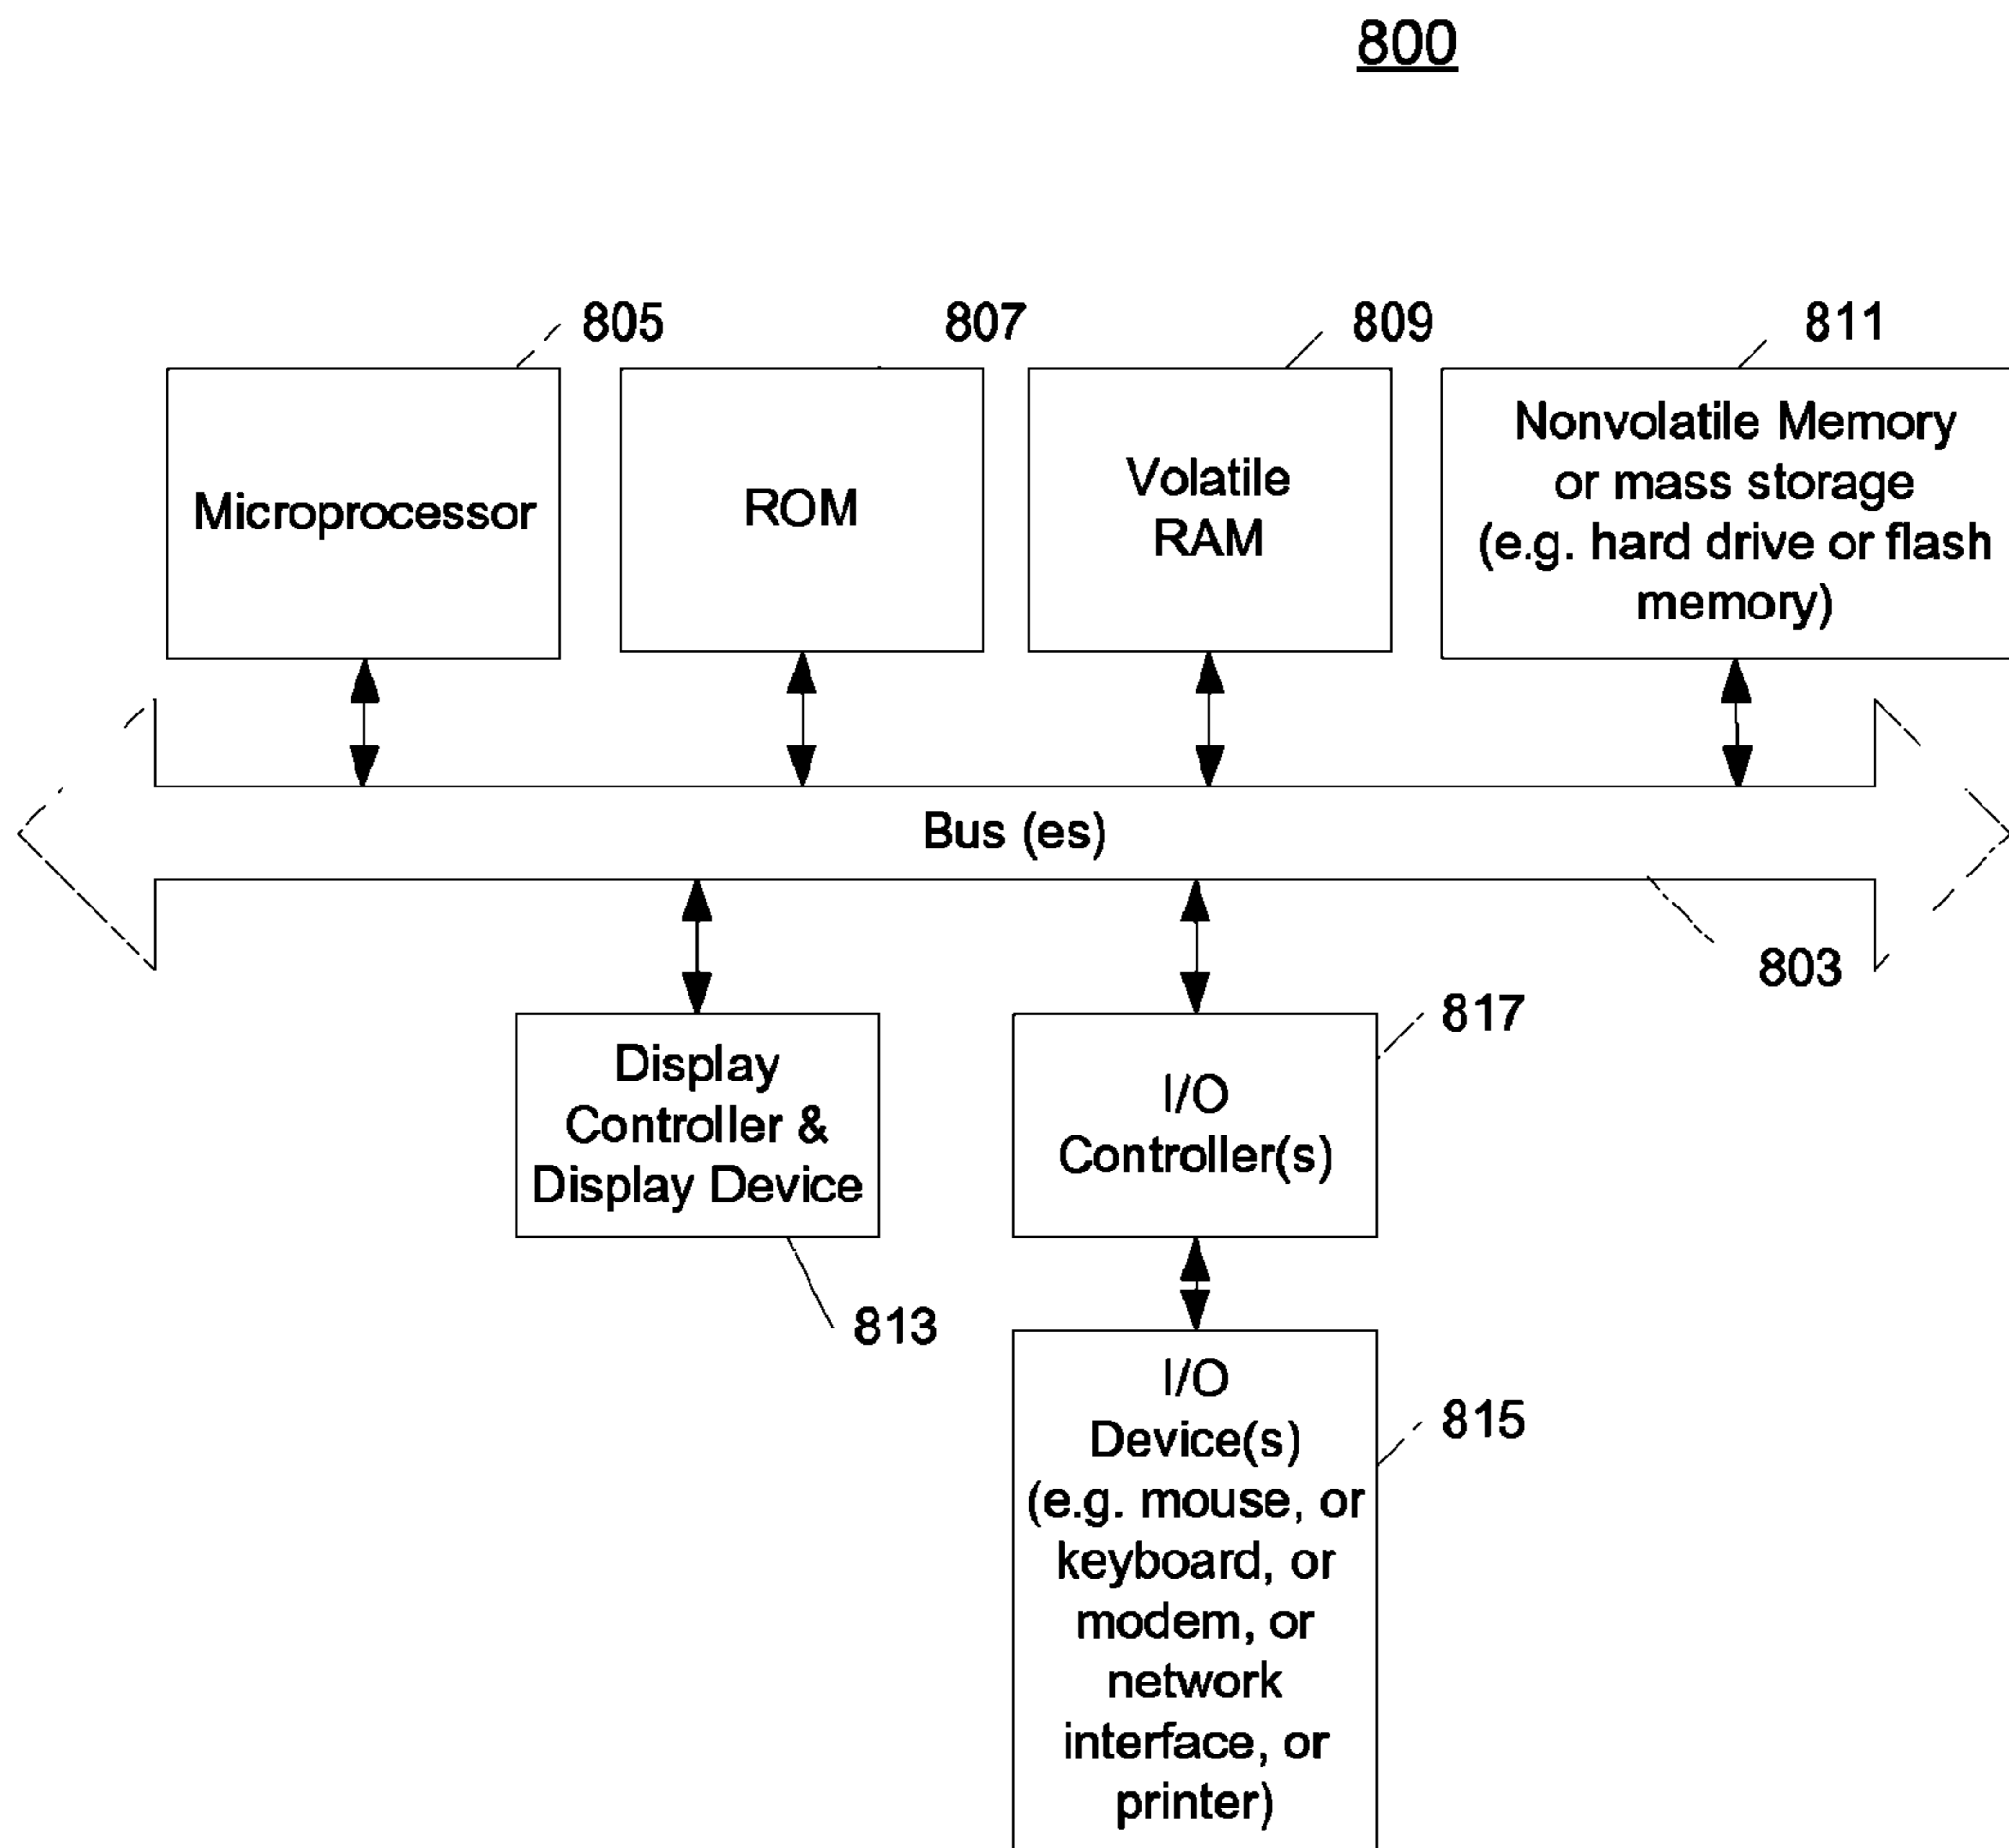 800
805
807
809
811
Microprocessor
ROM
Volatile
RAM
Nonvolatile Memory
or mass storage
(e.g. hard drive or flash
memory)
Bus (es)
803
817
Display
Controller &
Display Device
I/O
Controller(s)
813
I/O
Device(s)
(e.g. mouse, or
keyboard, or
modem, or
network
interface, or
printer)
815